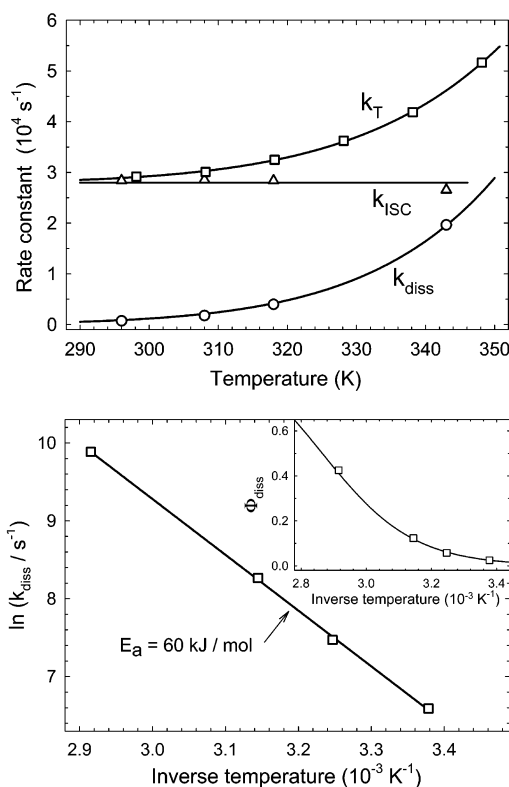 6
5
4
3
2
1
0
Rate constant (10⁴ s⁻¹)
k_T
k_ISC
k_diss
290 300 310 320 330 340 350
Temperature (K)
10
9
8
7
ln (k_diss / s⁻¹)
E_a = 60 kJ / mol
0.6
0.4
0.2
0.0
Φ_diss
2.8 3.0 3.2 3.4
Inverse temperature (10⁻³ K⁻¹)
2.9 3.0 3.1 3.2 3.3 3.4
Inverse temperature (10⁻³ K⁻¹)